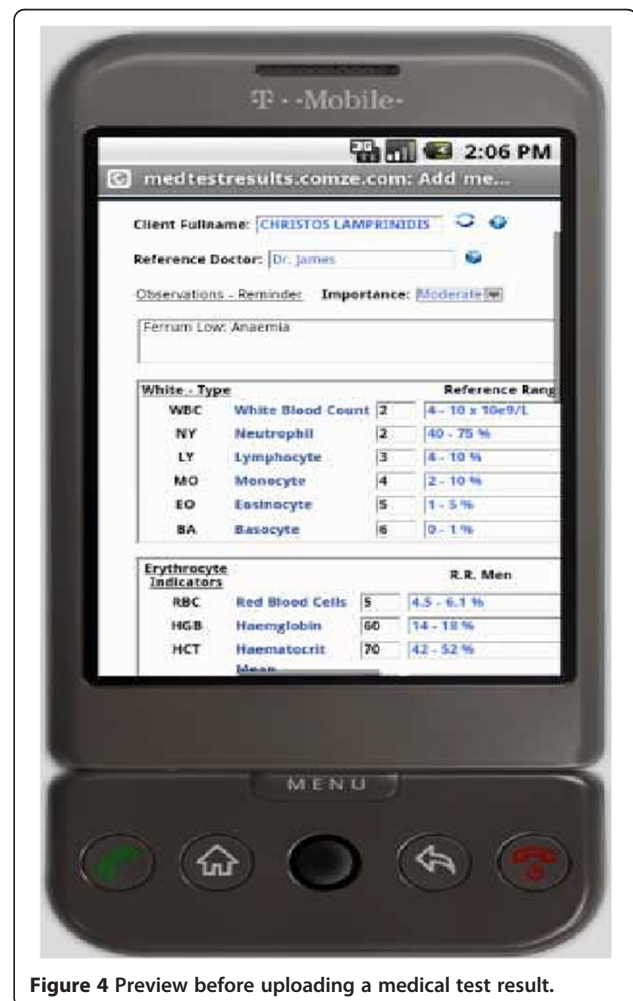 T··Mobile·
2:06 PM
medtestresults.comze.com: Add me...
Client Fullname: CHRISTOS LAMPRINIDIS
Reference Doctor: Dr. James
Observations - Reminder Importance: Moderate
Ferrum Low: Anaemia
White - Type Reference Rang
WBC White Blood Count 2 4 - 10 x 10e9/L
NY Neutrophil 2 40 - 75 %
LY Lymphocyte 3 4 - 10 %
MO Monocyte 4 2 - 10 %
EO Eosinocyte 5 1 - 5 %
BA Basocyte 6 0 - 1 %
Erythrocyte
Indicators R.R. Men
RBC Red Blood Cells 5 4.5 - 6.1 %
HGB Haemglobin 60 14 - 18 %
HCT Haematocrit 70 42 - 52 %
Mean
MENU
Figure 4 Preview before uploading a medical test result.